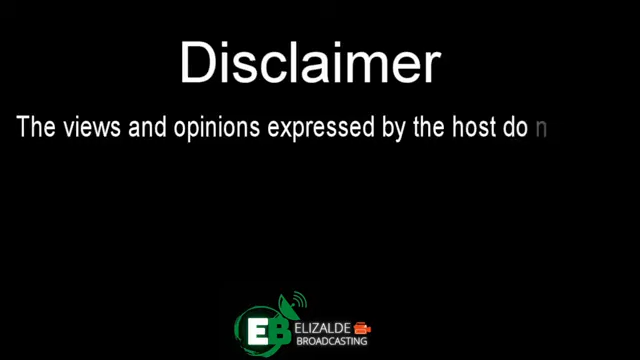 Disclaimer
The views and opinions expressed by the host do n
EB ELIZALDE
BROADCASTING